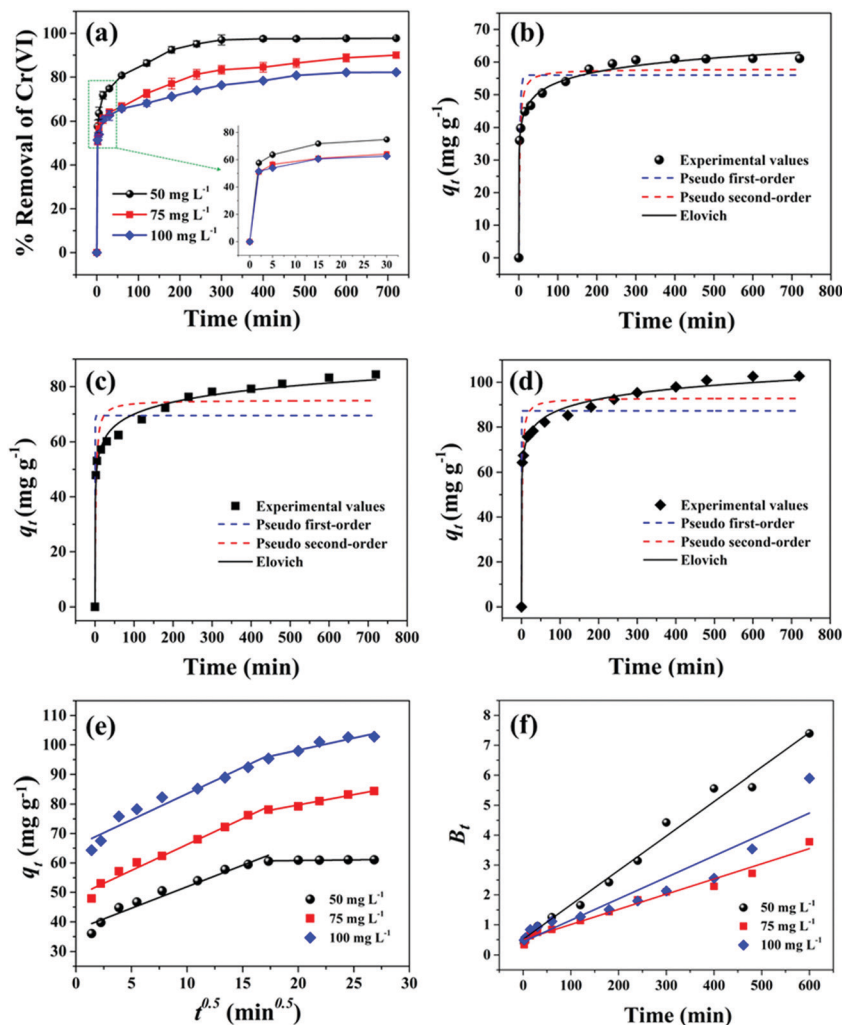 (a)
100
80
60
40
20
0
% Removal of Cr(VI)
50 mg L-1
75 mg L-1
100 mg L-1
80
60
40
20
0
0 5 10 15 20 25 30
0 100 200 300 400 500 600 700
Time (min)
(b)
70
60
50
40
30
20
10
0
qt (mg g-1)
Experimental values
Pseudo first-order
Pseudo second-order
Elovich
0 100 200 300 400 500 600 700 800
Time (min)
(c)
80
60
40
20
0
qt (mg g-1)
Experimental values
Pseudo first-order
Pseudo second-order
Elovich
0 100 200 300 400 500 600 700 800
Time (min)
(d)
100
80
60
40
20
0
qt (mg g-1)
Experimental values
Pseudo first-order
Pseudo second-order
Elovich
0 100 200 300 400 500 600 700 800
Time (min)
(e)
110
100
90
80
70
60
50
40
30
qt (mg g-1)
50 mg L-1
75 mg L-1
100 mg L-1
0 5 10 15 20 25 30
t0.5 (min0.5)
(f)
8
7
6
5
4
3
2
1
0
Bt
50 mg L-1
75 mg L-1
100 mg L-1
0 100 200 300 400 500 600
Time (min)